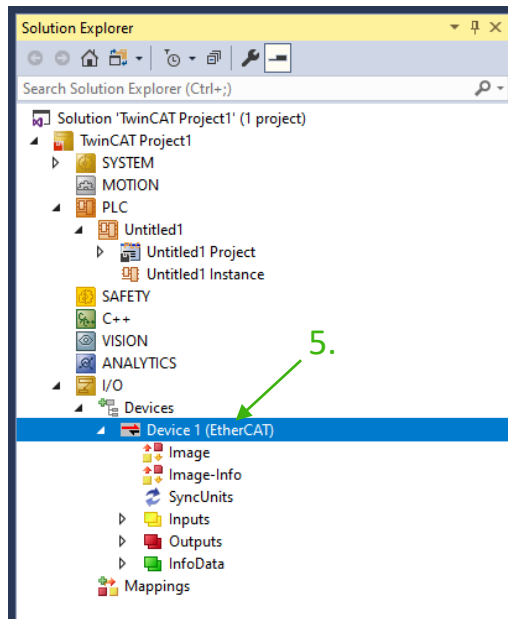 Solution Explorer
Search Solution Explorer (Ctrl+;)
Solution 'TwinCAT Project1' (1 project)
TwinCAT Project1
SYSTEM
MOTION
PLC
Untitled1
Untitled1 Project
Untitled1 Instance
SAFETY
C++
VISION
5.
ANALYTICS
I/O
Devices
Device 1 (EtherCAT)
Image
Image-Info
SyncUnits
Inputs
Outputs
InfoData
Mappings